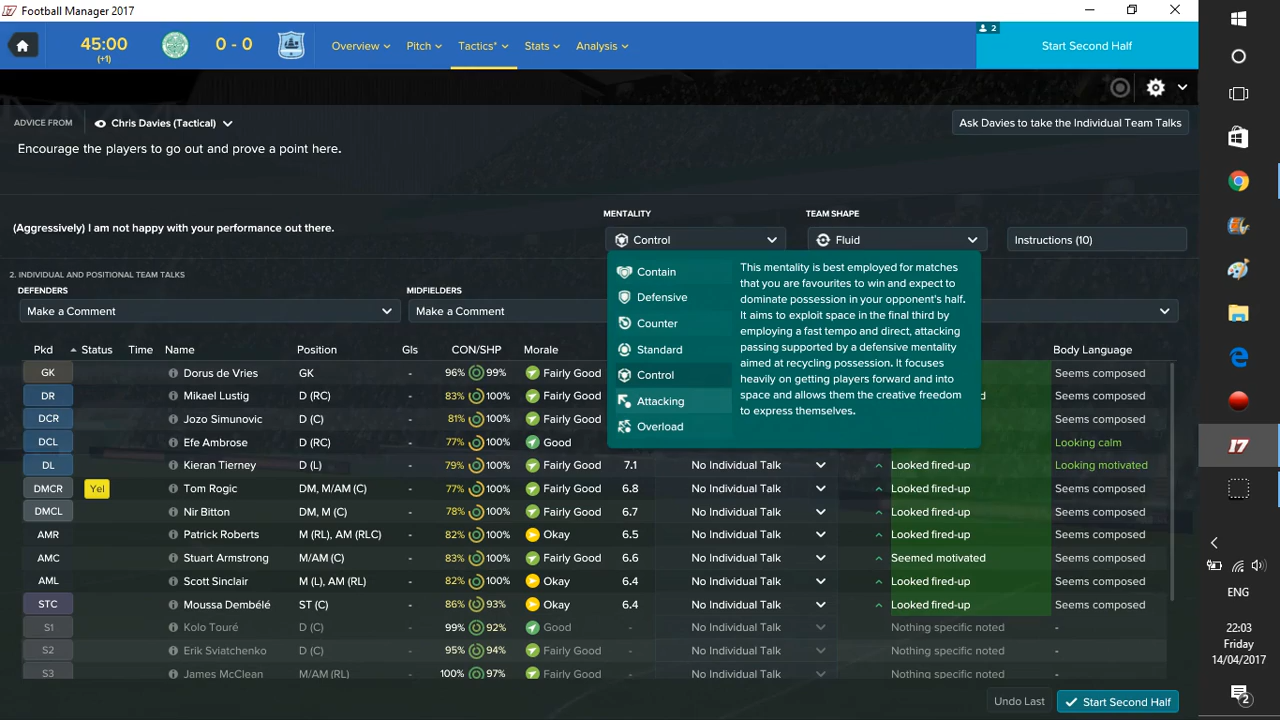 Football Manager 2017
45:00
(+1)
0 - 0
Overview
Pitch
Tactics*
Stats
Analysis
2
Start Second Half
ADVICE FROM
Chris Davies (Tactical)
Ask Davies to take the Individual Team Talks
Encourage the players to go out and prove a point here.
(Aggressively) I am not happy with your performance out there.
MENTALITY
TEAM SHAPE
Control
Fluid
Instructions (10)
2. INDIVIDUAL AND POSITIONAL TEAM TALKS
DEFENDERS
MIDFIELDERS
Make a Comment
Make a Comment
Contain
Defensive
Counter
Standard
Control
Attacking
Overload
This mentality is best employed for matches
that you are favourites to win and expect to
dominate possession in your opponent's half.
It aims to exploit space in the final third by
employing a fast tempo and direct, attacking
passing supported by a defensive mentality
aimed at recycling possession. It focuses
heavily on getting players forward and into
space and allows them the creative freedom
to express themselves.
Pkd Status Time Name Position Gls CON/SHP Morale Body Language
GK Dorus de Vries GK - 96% 99% Fairly Good Seems composed
DR Mikael Lustig D (RC) - 83% 100% Fairly Good Seems composed
DCR Jozo Simunovic D (C) - 81% 100% Fairly Good Seems composed
DCL Efe Ambrose D (RC) - 77% 100% Good Looking calm
DL Kieran Tierney D (L) - 79% 100% Fairly Good 7.1 No Individual Talk Looked fired-up Looking motivated
DMCR Yel Tom Rogic DM, M/AM (C) - 77% 100% Fairly Good 6.8 No Individual Talk Looked fired-up Seems composed
DMCL Nir Bitton DM, M (C) - 78% 100% Fairly Good 6.7 No Individual Talk Looked fired-up Seems composed
AMR Patrick Roberts M (RL), AM (RLC) - 82% 100% Okay 6.5 No Individual Talk Looked fired-up Seems composed
AMC Stuart Armstrong M/AM (C) - 83% 100% Fairly Good 6.6 No Individual Talk Seemed motivated Seems composed
AML Scott Sinclair M (L), AM (RL) - 82% 100% Okay 6.4 No Individual Talk Looked fired-up Seems composed
STC Moussa Dembélé ST (C) - 86% 93% Okay 6.4 No Individual Talk Looked fired-up Seems composed
S1 Kolo Touré D (C) - 99% 92% Good - No Individual Talk Nothing specific noted -
S2 Erik Sviatchenko D (C) - 95% 94% Fairly Good - No Individual Talk Nothing specific noted -
S3 James McClean M/AM (RL) - 100% 97% Fairly Good - No Individual Talk Nothing specific noted -
Undo Last
Start Second Half
17
ENG
22:03
Friday
14/04/2017
2